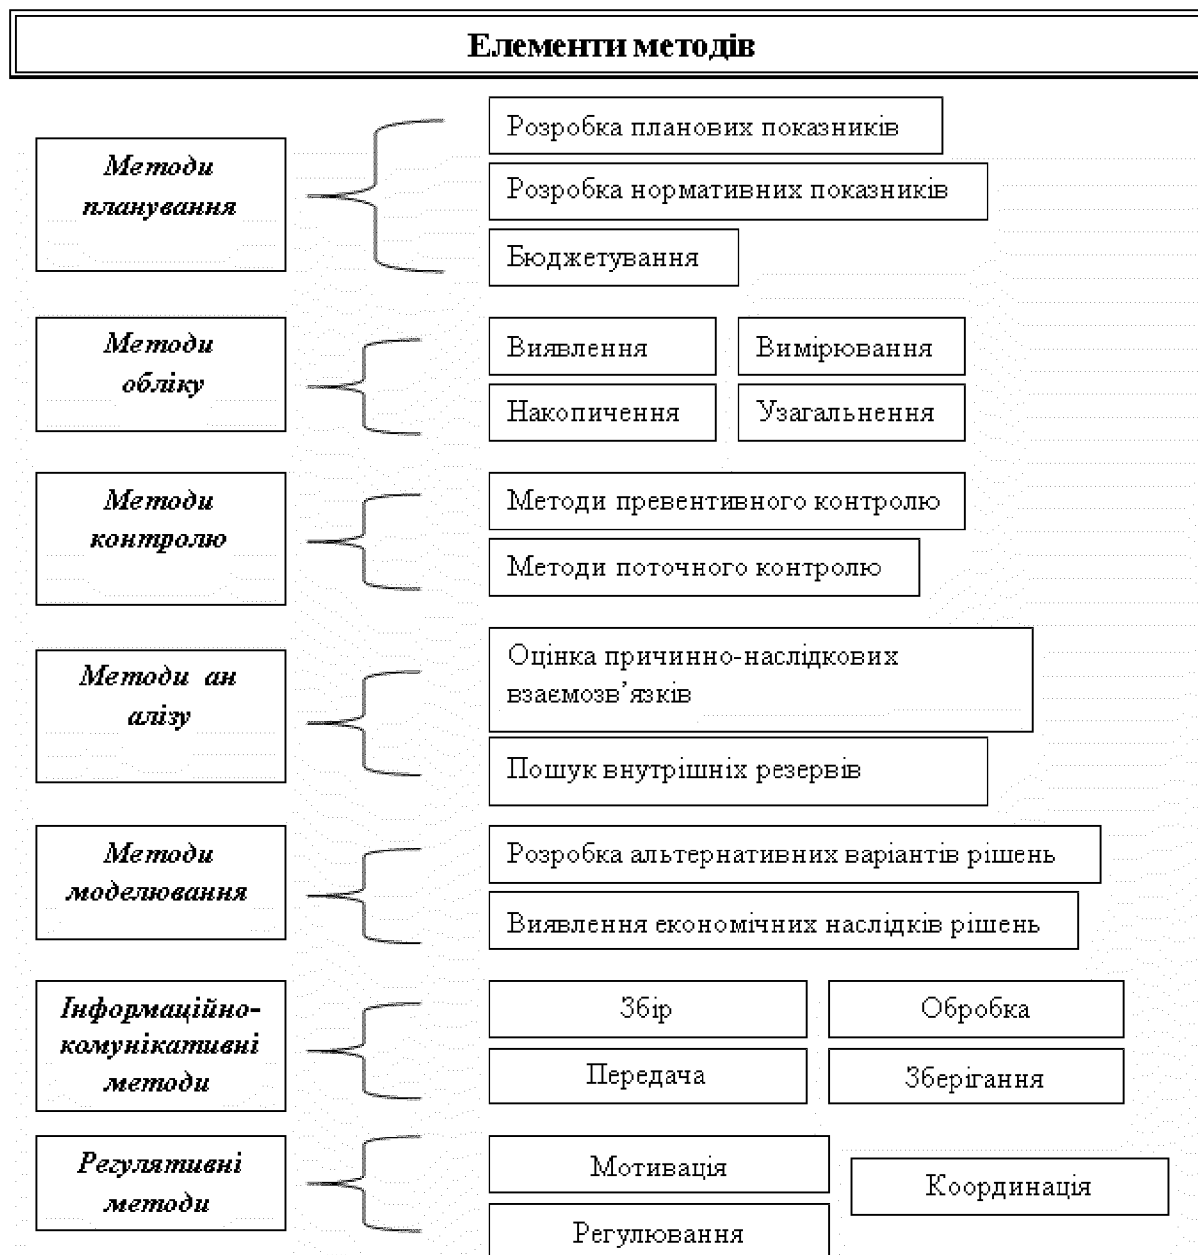 Елементи методів
Методи
планування
Розробка планових показників
Розробка нормативних показників
Бюджетування
Методи
обліку
Виявлення
Вимірювання
Накопичення
Узагальнення
Методи
контролю
Методи превентивного контролю
Методи поточного контролю
Методи ан
алізу
Оцінка причинно-наслідкових
взаємозв’язків
Пошук внутрішніх резервів
Методи
моделювання
Розробка альтернативних варіантів рішень
Виявлення економічних наслідків рішень
Інформаційно-
комунікативні
методи
Збір
Обробка
Передача
Зберігання
Регулятивні
методи
Мотивація
Координація
Регулювання